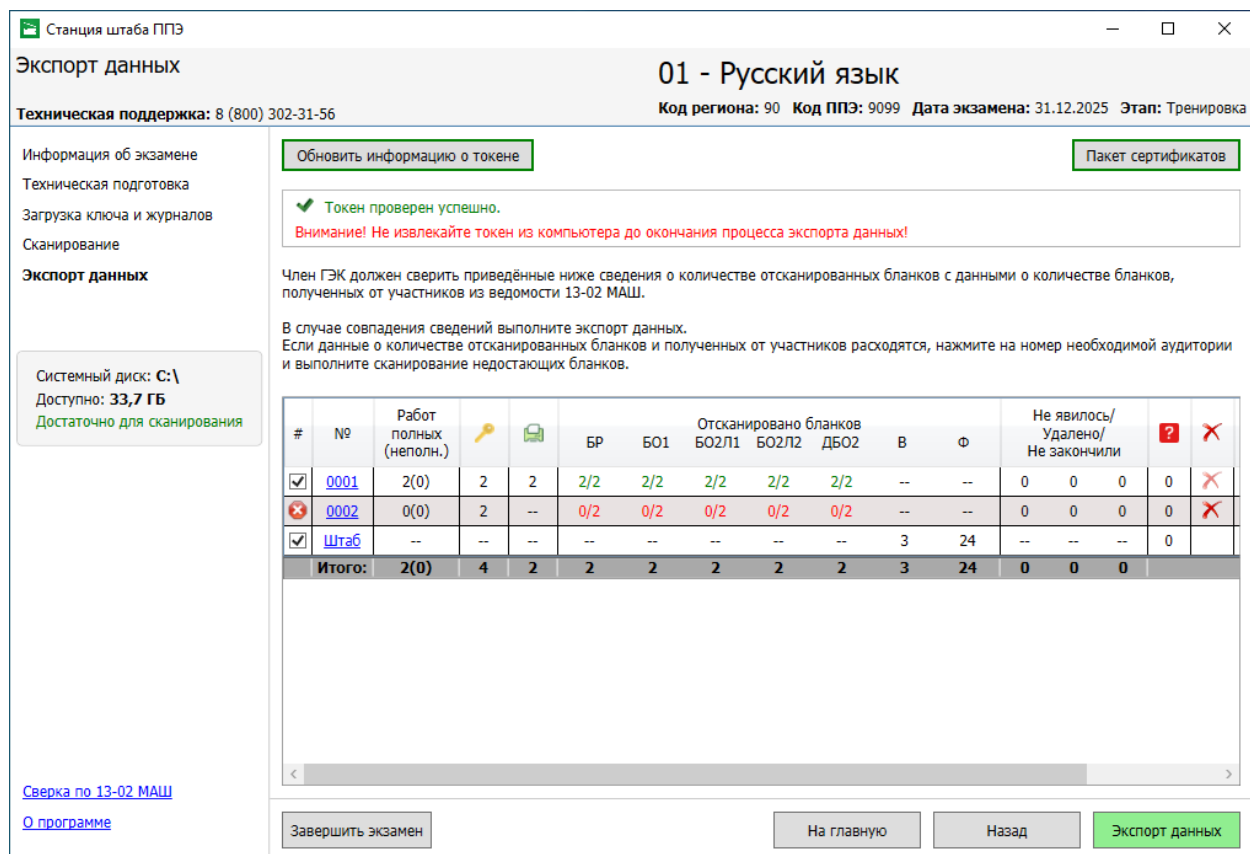 Станция штаба ППЭ
Экспорт данных
01 - Русский язык
Техническая поддержка: 8 (800) 302-31-56
Код региона: 90 Код ППЭ: 9099 Дата экзамена: 31.12.2025 Этап: Тренировка
Информация об экзамене
Техническая подготовка
Загрузка ключа и журналов
Сканирование
Экспорт данных
Системный диск: C:\
Доступно: 33,7 ГБ
Достаточно для сканирования
Сверка по 13-02 МАШ
О программе
Обновить информацию о токене
Пакет сертификатов
Токен проверен успешно.
Внимание! Не извлекайте токен из компьютера до окончания процесса экспорта данных!
Член ГЭК должен сверить приведённые ниже сведения о количестве отсканированных бланков с данными о количестве бланков,
полученных от участников из ведомости 13-02 МАШ.
В случае совпадения сведений выполните экспорт данных.
Если данные о количестве отсканированных бланков и полученных от участников расходятся, нажмите на номер необходимой аудитории
и выполните сканирование недостающих бланков.
# № Работ полных (неполн.) Отсканировано бланков Не явилось/ Удалено/ Не закончили ?
БР БО1 БО2Л1 БО2Л2 ДБО2 В Ф
0001 2(0) 2 2 2/2 2/2 2/2 2/2 2/2 -- -- 0 0 0 0
0002 0(0) 2 -- 0/2 0/2 0/2 0/2 0/2 -- -- 0 0 0 0
Штаб -- -- -- -- -- -- -- -- 3 24 -- -- -- 0
Итого: 2(0) 4 2 2 2 2 2 2 3 24 0 0 0
Завершить экзамен
На главную
Назад
Экспорт данных